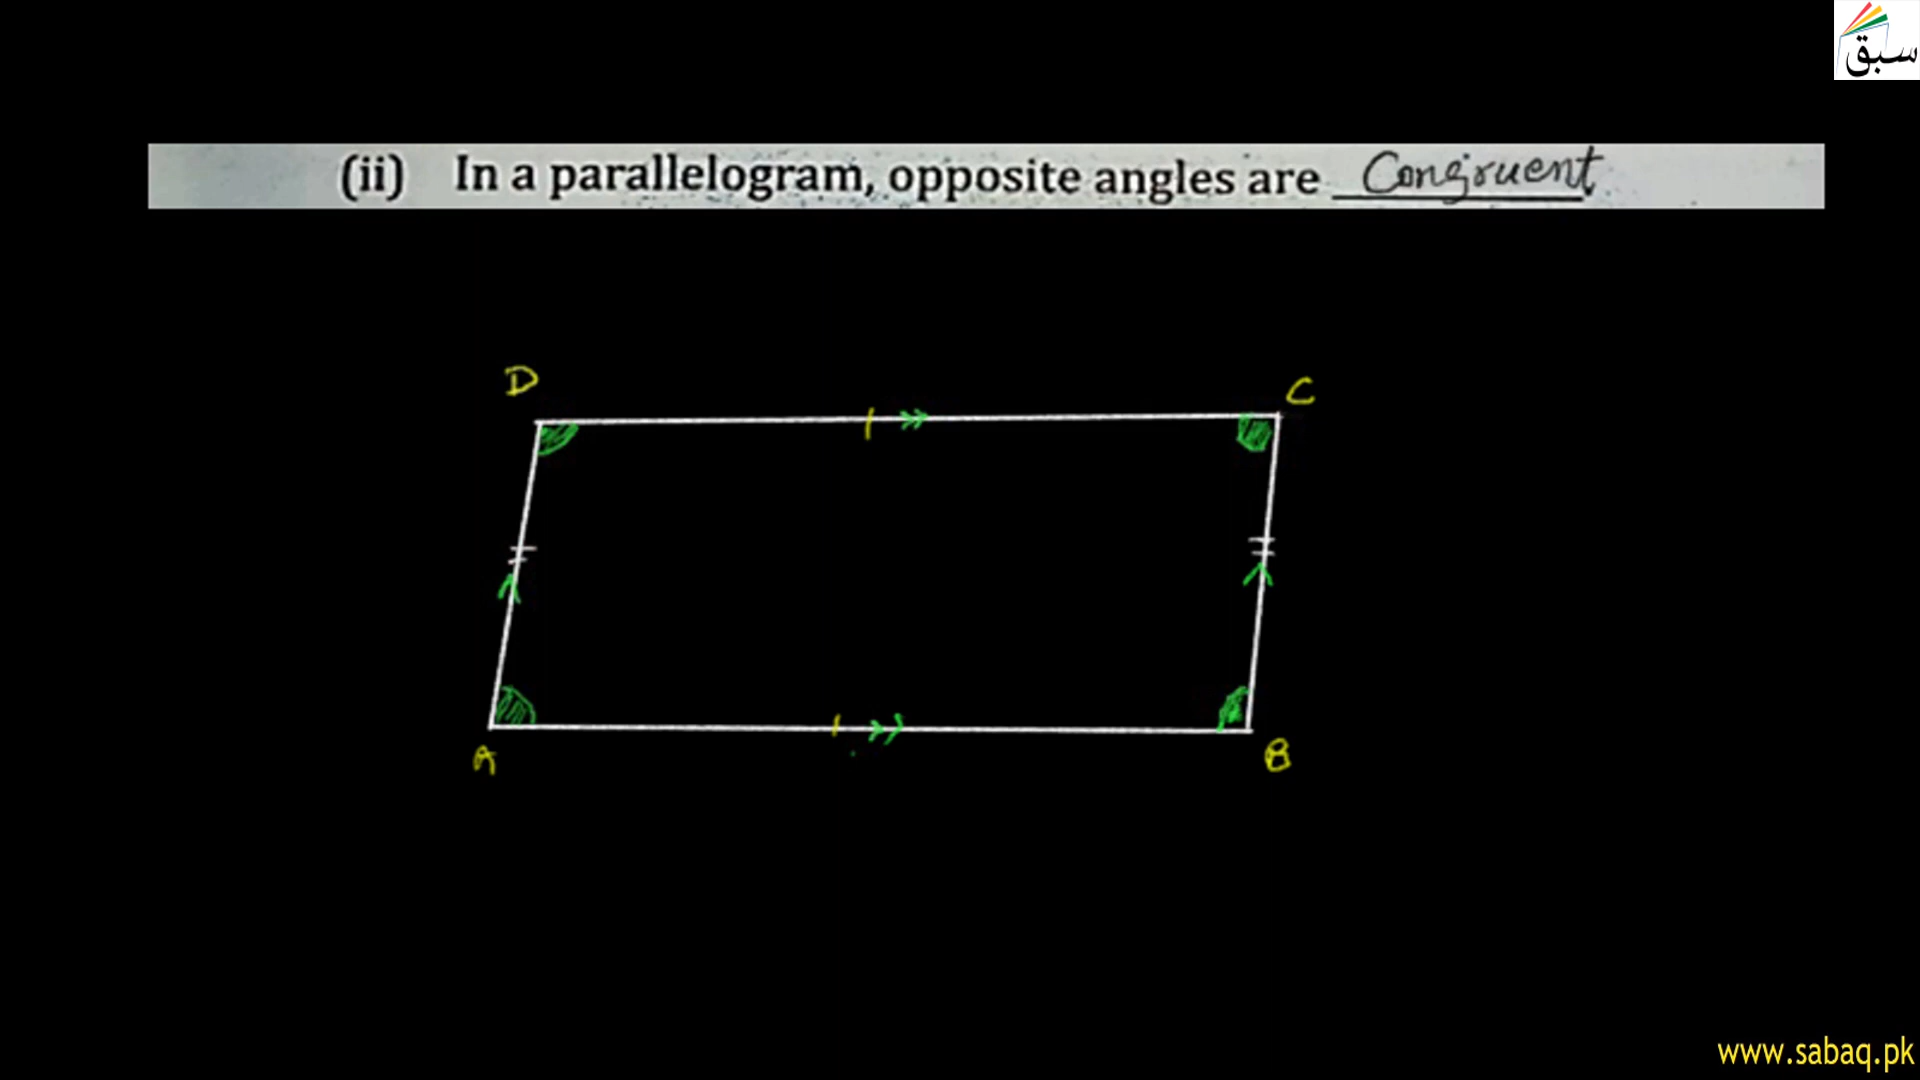 سبق
(ii) In a parallelogram, opposite angles are Congruent
D
C
A
B
www.sabaq.pk